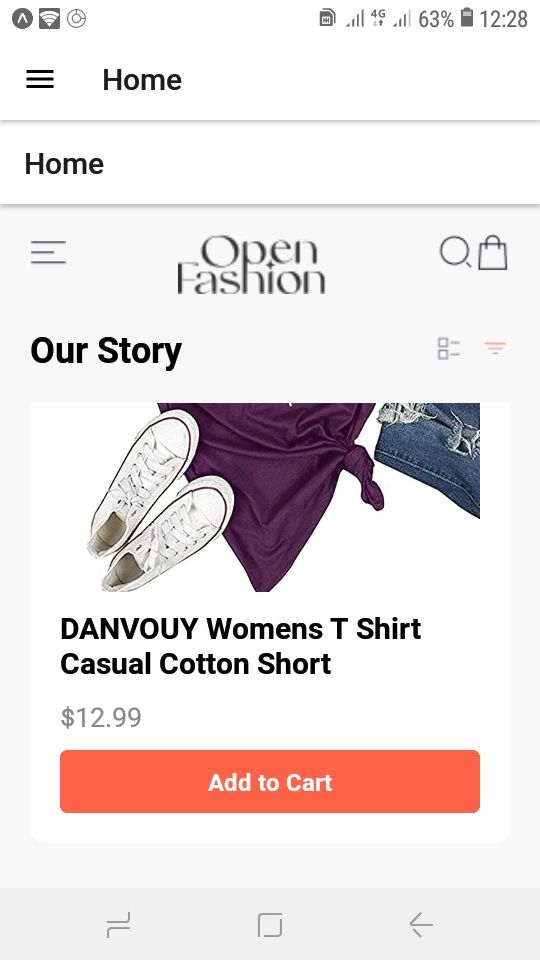 4G 63% 12:28
Home
Home
Open
Fashion
Our Story
DANVOUY Womens T Shirt
Casual Cotton Short
$12.99
Add to Cart